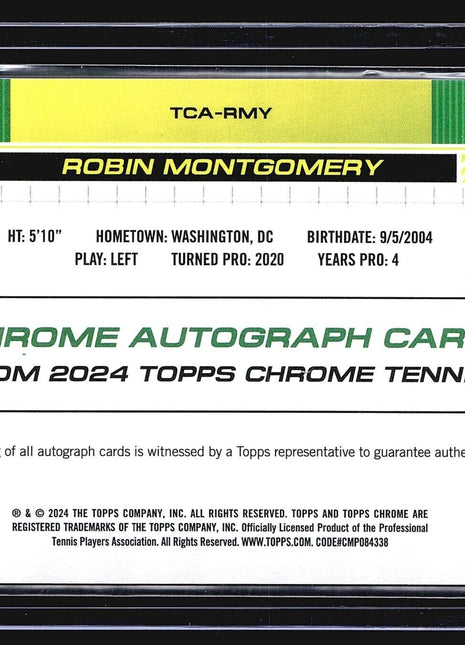 TCA-RMY
ROBIN MONTGOMERY
HT: 5'10" HOMETOWN: WASHINGTON, DC BIRTHDATE: 9/5/2004
PLAY: LEFT TURNED PRO: 2020 YEARS PRO: 4
HROME AUTOGRAPH CAR
OM 2024 TOPPS CHROME TENNI
g of all autograph cards is witnessed by a Topps representative to guarantee authe
® & © 2024 THE TOPPS COMPANY, INC. ALL RIGHTS RESERVED. TOPPS AND TOPPS CHROME ARE
REGISTERED TRADEMARKS OF THE TOPPS COMPANY, INC. Officially Licensed Product of the Professional
Tennis Players Association. All Rights Reserved. WWW.TOPPS.COM. CODE#CMP084338